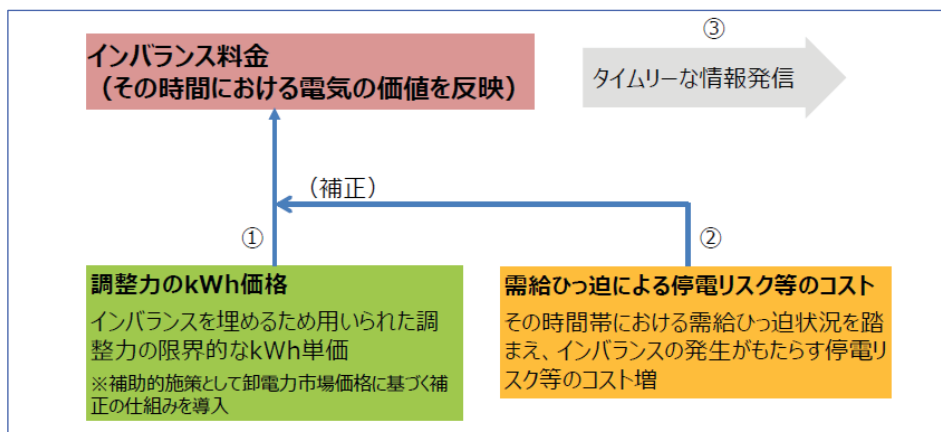 インバランス料金
（その時間における電気の価値を反映）
③
タイムリーな情報発信
（補正）
①
②
調整力のkWh価格
インバランスを埋めるため用いられた調
整力の限界的なkWh単価
※補助的施策として卸電力市場価格に基づく補
正の仕組みを導入
需給ひっ迫による停電リスク等のコスト
その時間帯における需給ひっ迫状況を踏
まえ、インバランスの発生がもたらす停電リ
スク等のコスト増